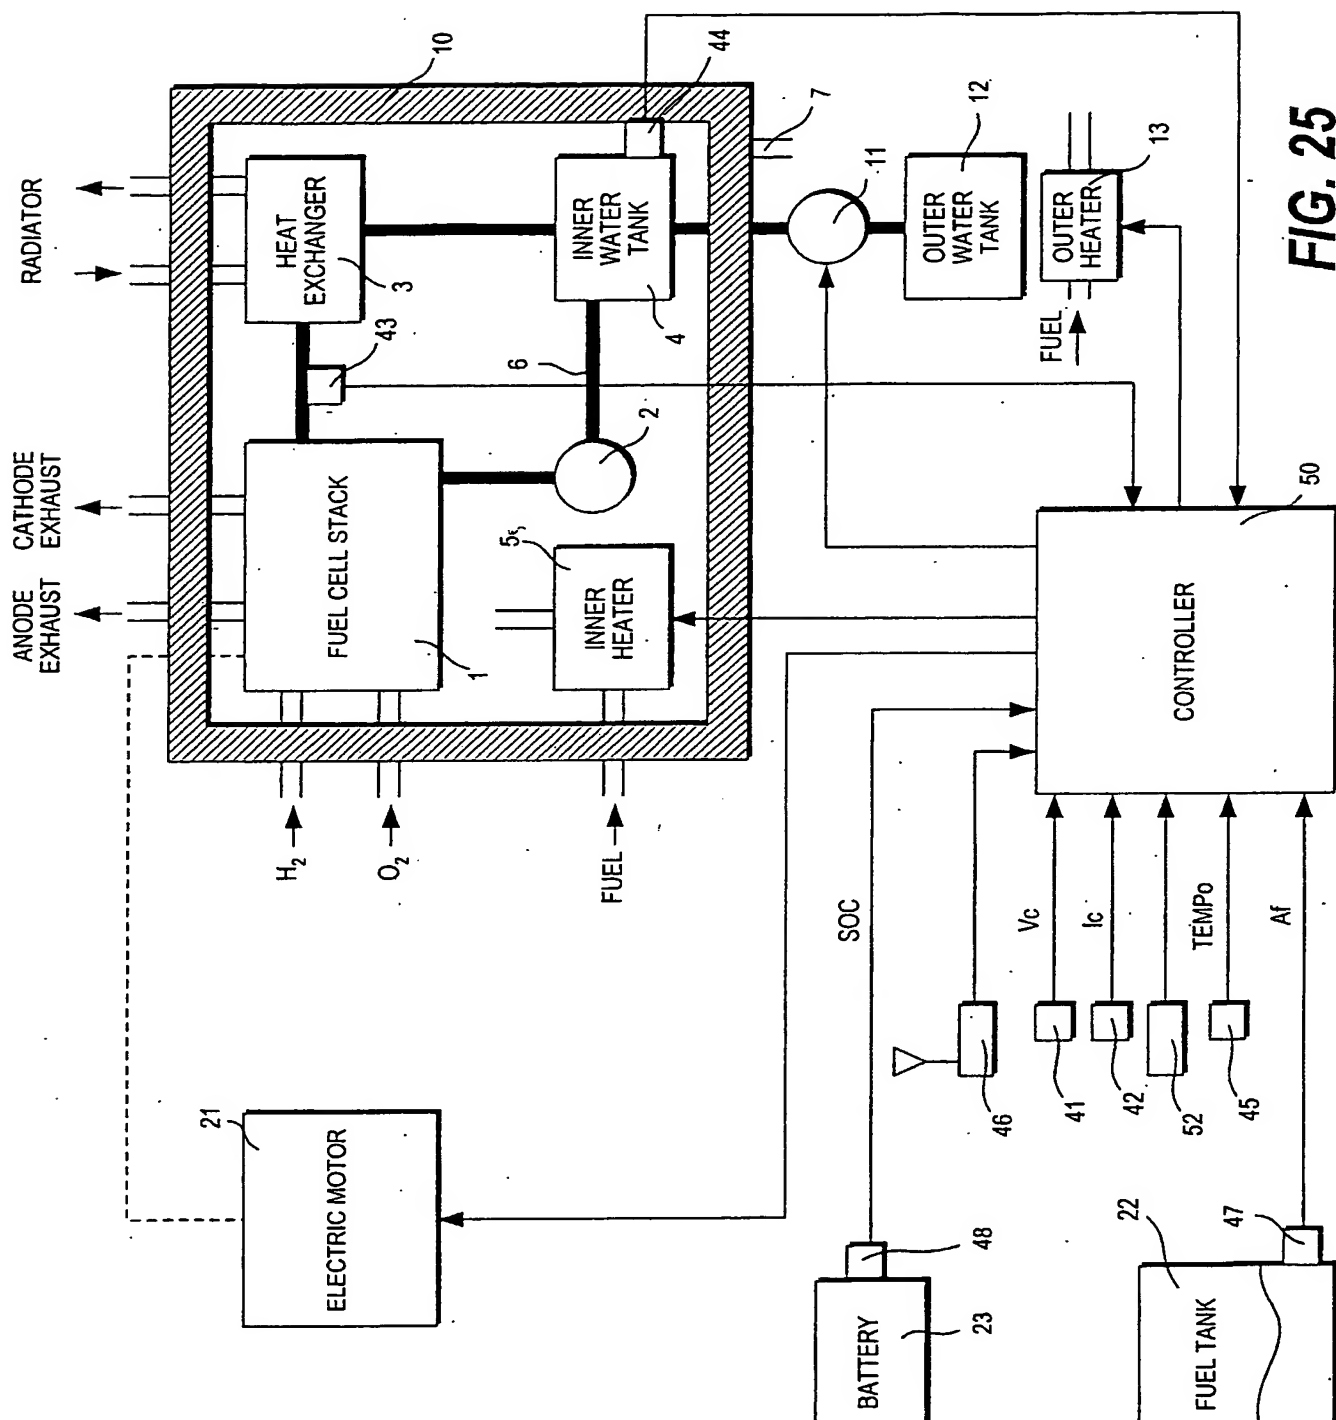 ANODE
EXHAUST
CATHODE
EXHAUST
RADIATOR
10
44
21
ELECTRIC MOTOR
H₂
O₂
FUEL
FUEL CELL STACK
1
43
HEAT
EXCHANGER
3
5
INNER
HEATER
2
6
INNER
WATER
TANK
4
7
11
OUTER
WATER
TANK
12
FUEL
OUTER
HEATER
13
BATTERY
23
48
SOC
46
Vc
41
Ic
42
52
TEMPo
45
Af
47
FUEL TANK
22
CONTROLLER
50
FIG. 25